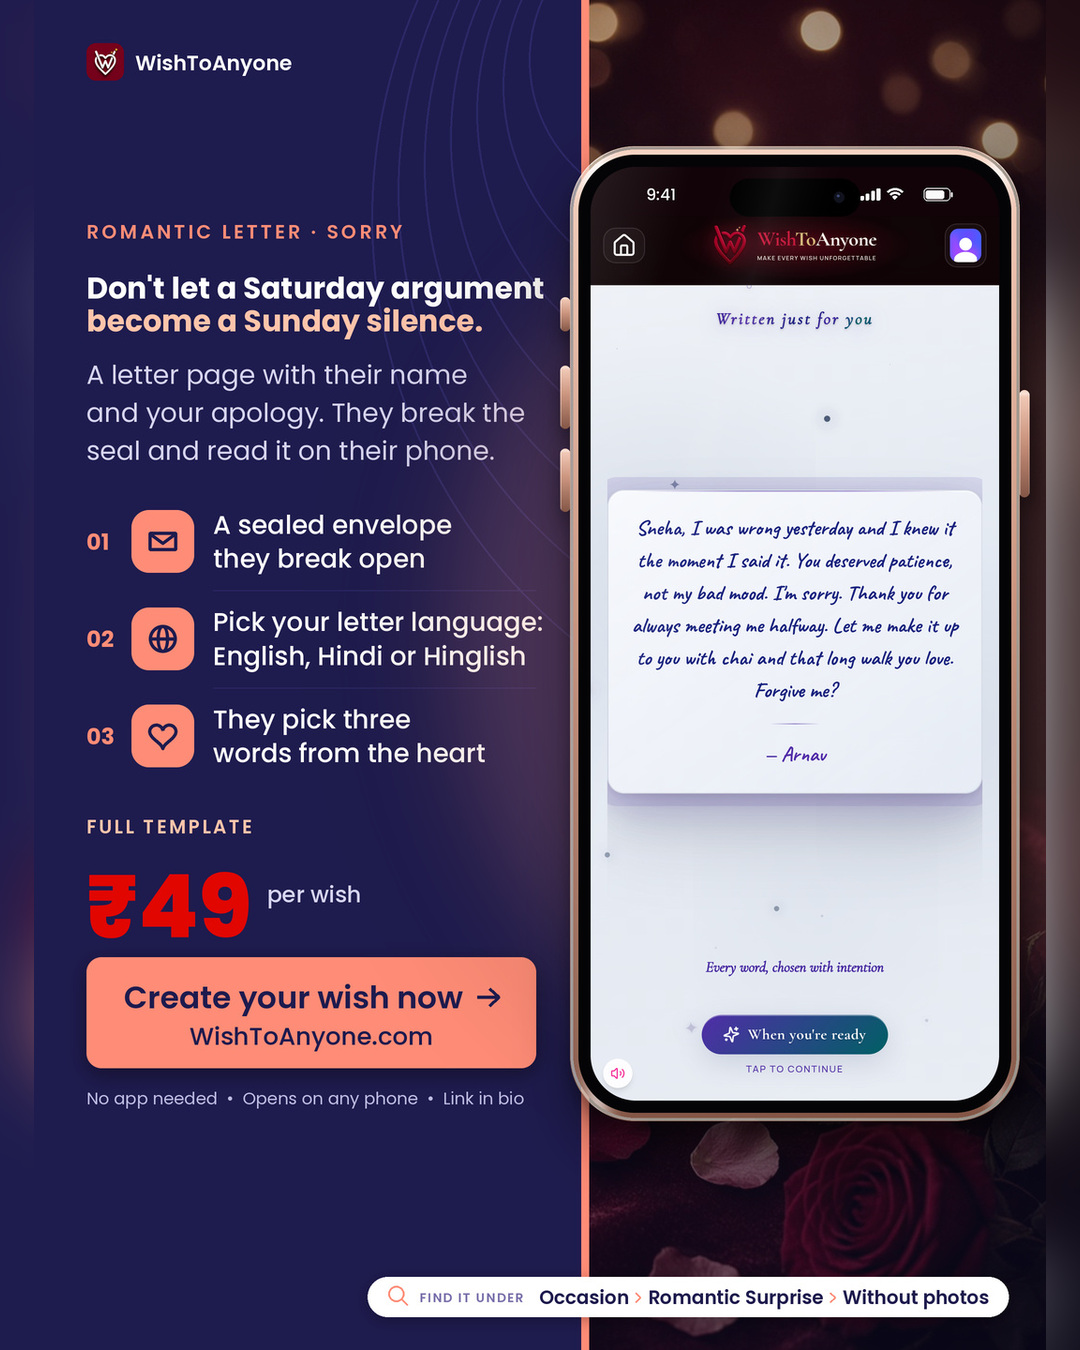 WishToAnyone
ROMANTIC LETTER · SORRY
Don't let a Saturday argument
become a Sunday silence.
A letter page with their name
and your apology. They break the
seal and read it on their phone.
01
A sealed envelope
they break open
02
Pick your letter language:
English, Hindi or Hinglish
03
They pick three
words from the heart
FULL TEMPLATE
₹49 per wish
Create your wish now →
WishToAnyone.com
No app needed • Opens on any phone • Link in bio
9:41
WishToAnyone
MAKE EVERY WISH UNFORGETTABLE
Written just for you
Sneha, I was wrong yesterday and I knew it
the moment I said it. You deserved patience,
not my bad mood. I'm sorry. Thank you for
always meeting me halfway. Let me make it up
to you with chai and that long walk you love.
Forgive me?
— Arnav
Every word, chosen with intention
When you're ready
TAP TO CONTINUE
FIND IT UNDER Occasion > Romantic Surprise > Without photos